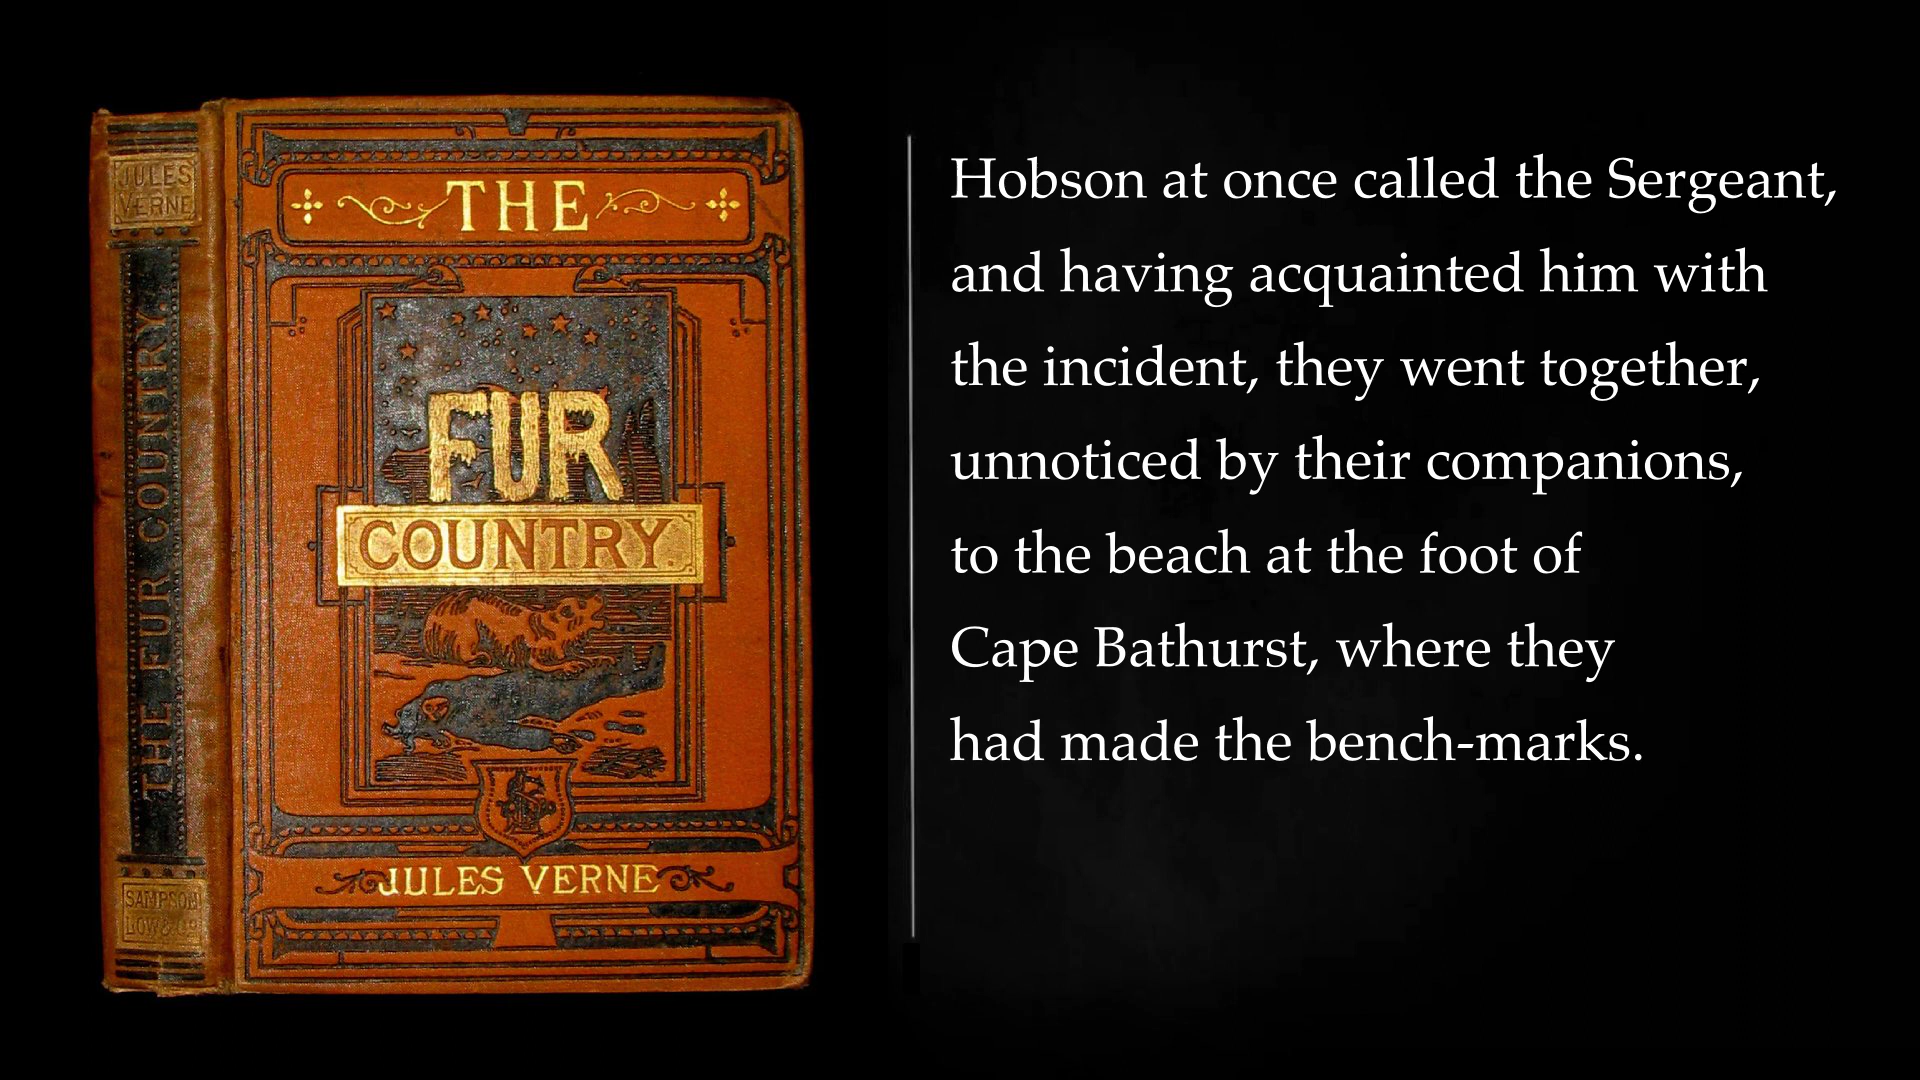 JULES
VERNE
THE FUR COUNTRY.
SAMPSON
LOW & Co
THE
FUR
COUNTRY.
JULES VERNE
Hobson at once called the Sergeant,
and having acquainted him with
the incident, they went together,
unnoticed by their companions,
to the beach at the foot of
Cape Bathurst, where they
had made the bench-marks.